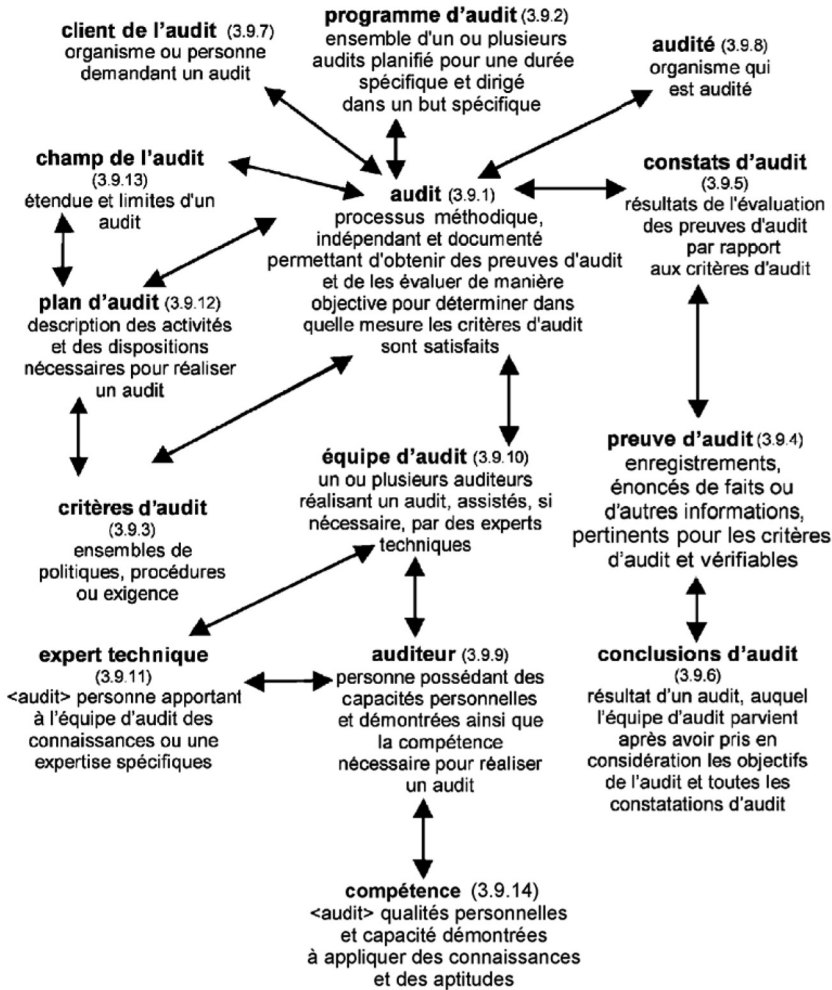 client de l'audit (3.9.7)
organisme ou personne
demandant un audit
programme d'audit (3.9.2)
ensemble d'un ou plusieurs
audits planifié pour une durée
spécifique et dirigé
dans un but spécifique
audité (3.9.8)
organisme qui
est audité
champ de l'audit
(3.9.13)
étendue et limites d'un
audit
audit (3.9.1)
processus méthodique,
indépendant et documenté
permettant d'obtenir des preuves d'audit
et de les évaluer de manière
objective pour déterminer dans
quelle mesure les critères d'audit
sont satisfaits
constats d'audit
(3.9.5)
résultats de l'évaluation
des preuves d'audit
par rapport
aux critères d'audit
plan d'audit (3.9.12)
description des activités
et des dispositions
nécessaires pour réaliser
un audit
critères d'audit
(3.9.3)
ensembles de
politiques, procédures
ou exigence
équipe d'audit (3.9.10)
un ou plusieurs auditeurs
réalisant un audit, assistés, si
nécessaire, par des experts
techniques
preuve d'audit (3.9.4)
enregistrements,
énoncés de faits ou
d'autres informations,
pertinents pour les critères
d'audit et vérifiables
expert technique
(3.9.11)
<audit> personne apportant
à l'équipe d'audit des
connaissances ou une
expertise spécifiques
auditeur (3.9.9)
personne possédant des
capacités personnelles
et démontrées ainsi que
la compétence
nécessaire pour réaliser
un audit
conclusions d'audit
(3.9.6)
résultat d'un audit, auquel
l'équipe d'audit parvient
après avoir pris en
considération les objectifs
de l'audit et toutes les
constatations d'audit
compétence (3.9.14)
<audit> qualités personnelles
et capacité démontrées
à appliquer des connaissances
et des aptitudes